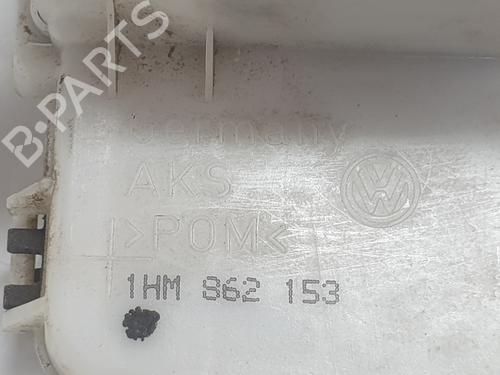 B-PARTS
Germany
AKS
>POM<
1HM 862 153